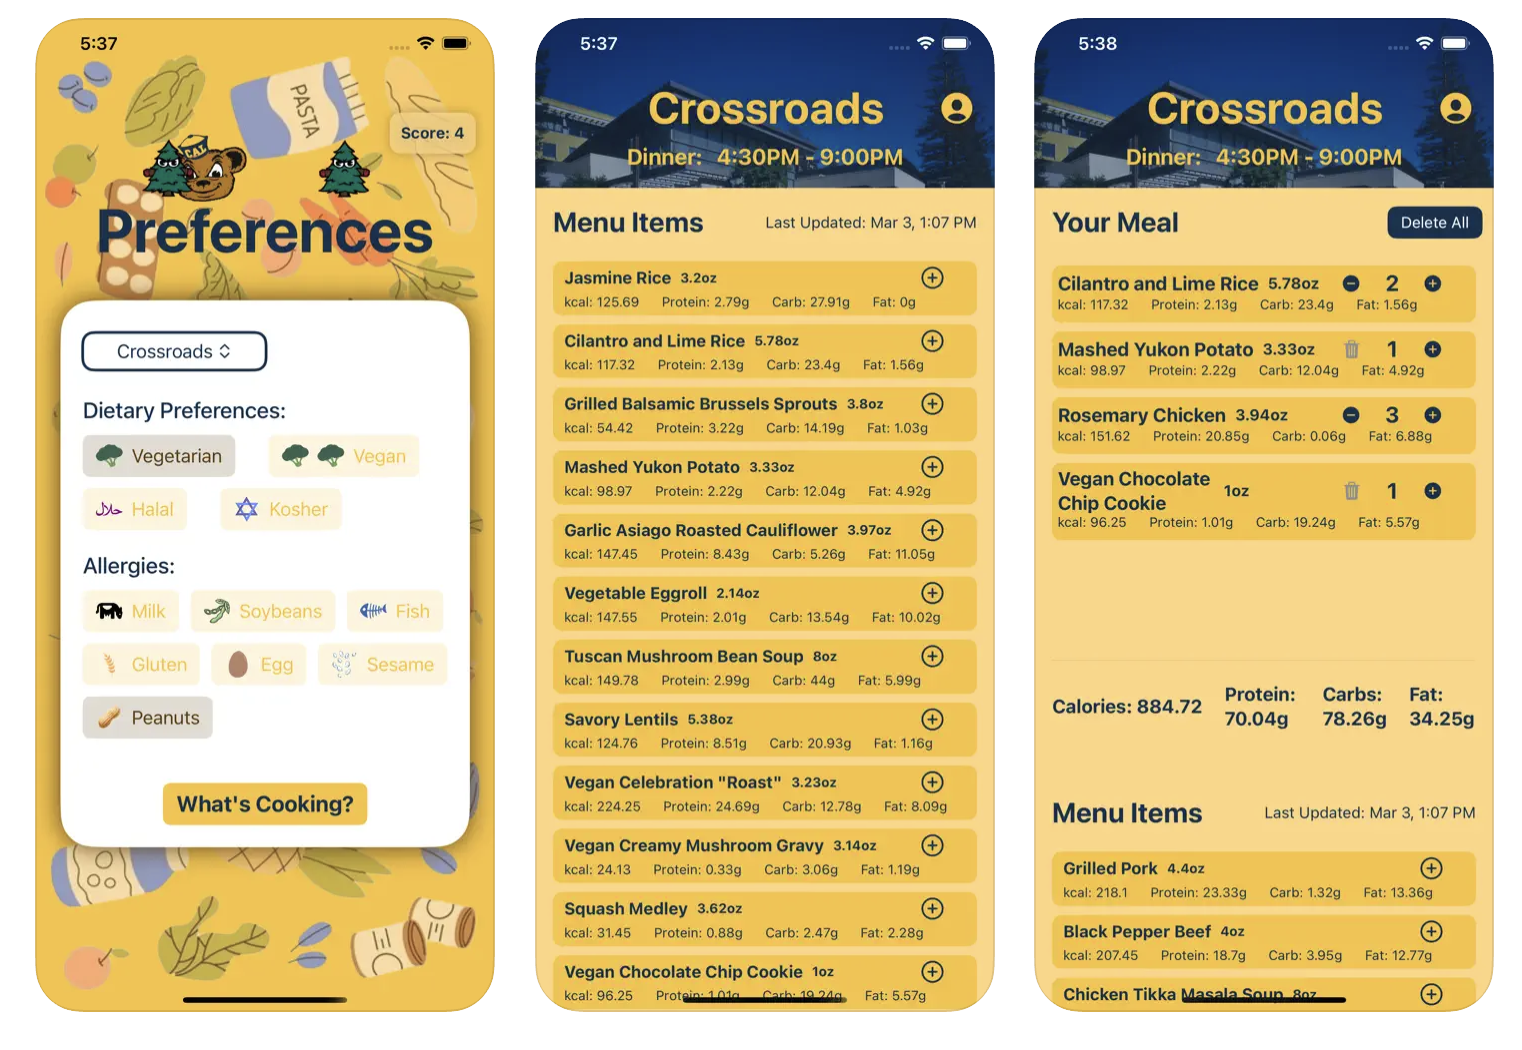 5:37
PASTA
Score: 4
CAL
Preferences
Crossroads
Dietary Preferences:
Vegetarian
Vegan
حلال Halal
Kosher
Allergies:
Milk
Soybeans
Fish
Gluten
Egg
Sesame
Peanuts
What's Cooking?
5:37
Crossroads
Dinner: 4:30PM - 9:00PM
Menu Items
Last Updated: Mar 3, 1:07 PM
Jasmine Rice 3.2oz
kcal: 125.69 Protein: 2.79g Carb: 27.91g Fat: 0g
Cilantro and Lime Rice 5.78oz
kcal: 117.32 Protein: 2.13g Carb: 23.4g Fat: 1.56g
Grilled Balsamic Brussels Sprouts 3.8oz
kcal: 54.42 Protein: 3.22g Carb: 14.19g Fat: 1.03g
Mashed Yukon Potato 3.33oz
kcal: 98.97 Protein: 2.22g Carb: 12.04g Fat: 4.92g
Garlic Asiago Roasted Cauliflower 3.97oz
kcal: 147.45 Protein: 8.43g Carb: 5.26g Fat: 11.05g
Vegetable Eggroll 2.14oz
kcal: 147.55 Protein: 2.01g Carb: 13.54g Fat: 10.02g
Tuscan Mushroom Bean Soup 8oz
kcal: 149.78 Protein: 2.99g Carb: 44g Fat: 5.99g
Savory Lentils 5.38oz
kcal: 124.76 Protein: 8.51g Carb: 20.93g Fat: 1.16g
Vegan Celebration "Roast" 3.23oz
kcal: 224.25 Protein: 24.69g Carb: 12.78g Fat: 8.09g
Vegan Creamy Mushroom Gravy 3.14oz
kcal: 24.13 Protein: 0.33g Carb: 3.06g Fat: 1.19g
Squash Medley 3.62oz
kcal: 31.45 Protein: 0.88g Carb: 2.47g Fat: 2.28g
Vegan Chocolate Chip Cookie 1oz
kcal: 96.25 Protein: 1.01g Carb: 19.24g Fat: 5.57g
5:38
Crossroads
Dinner: 4:30PM - 9:00PM
Your Meal
Delete All
Cilantro and Lime Rice 5.78oz 2
kcal: 117.32 Protein: 2.13g Carb: 23.4g Fat: 1.56g
Mashed Yukon Potato 3.33oz 1
kcal: 98.97 Protein: 2.22g Carb: 12.04g Fat: 4.92g
Rosemary Chicken 3.94oz 3
kcal: 151.62 Protein: 20.85g Carb: 0.06g Fat: 6.88g
Vegan Chocolate
Chip Cookie 1oz 1
kcal: 96.25 Protein: 1.01g Carb: 19.24g Fat: 5.57g
Calories: 884.72
Protein:
70.04g
Carbs:
78.26g
Fat:
34.25g
Menu Items
Last Updated: Mar 3, 1:07 PM
Grilled Pork 4.4oz
kcal: 218.1 Protein: 23.33g Carb: 1.32g Fat: 13.36g
Black Pepper Beef 4oz
kcal: 207.45 Protein: 18.7g Carb: 3.95g Fat: 12.77g
Chicken Tikka Masala Soup 8oz